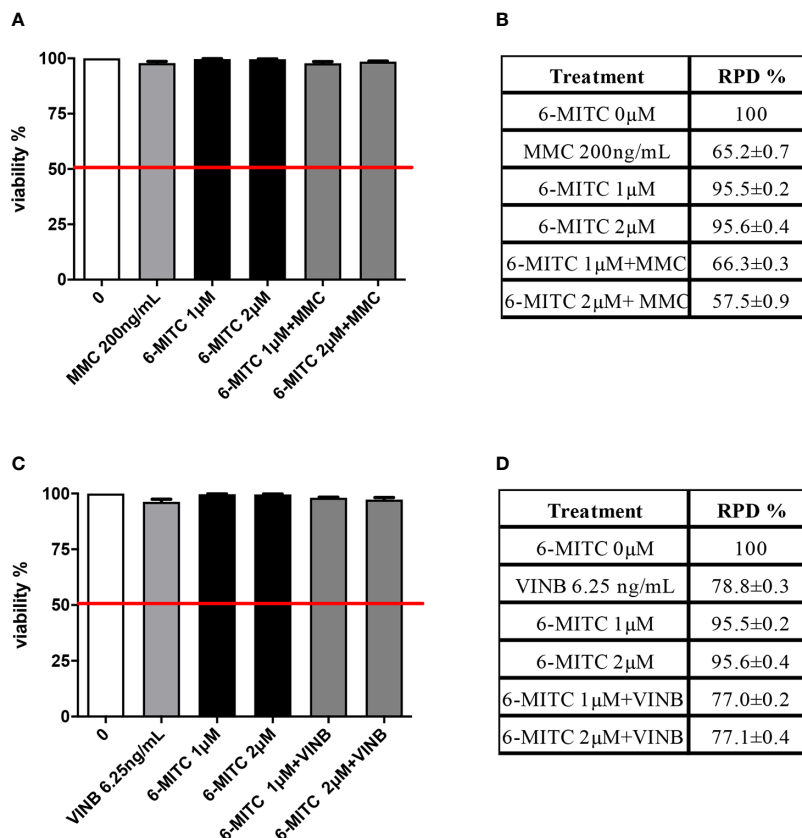 A
viability %
100
75
50
25
0
0
MMC 200ng/mL
6-MITC 1µM
6-MITC 2µM
6-MITC 1µM+MMC
6-MITC 2µM+MMC
B
Treatment RPD %
6-MITC 0µM 100
MMC 200ng/mL 65.2±0.7
6-MITC 1µM 95.5±0.2
6-MITC 2µM 95.6±0.4
6-MITC 1µM+MMC 66.3±0.3
6-MITC 2µM+ MMC 57.5±0.9
C
viability %
100
75
50
25
0
0
VINB 6.25ng/mL
6-MITC 1µM
6-MITC 2µM
6-MITC 1µM+VINB
6-MITC 2µM+VINB
D
Treatment RPD %
6-MITC 0µM 100
VINB 6.25 ng/mL 78.8±0.3
6-MITC 1µM 95.5±0.2
6-MITC 2µM 95.6±0.4
6-MITC 1µM+VINB 77.0±0.2
6-MITC 2µM+VINB 77.1±0.4